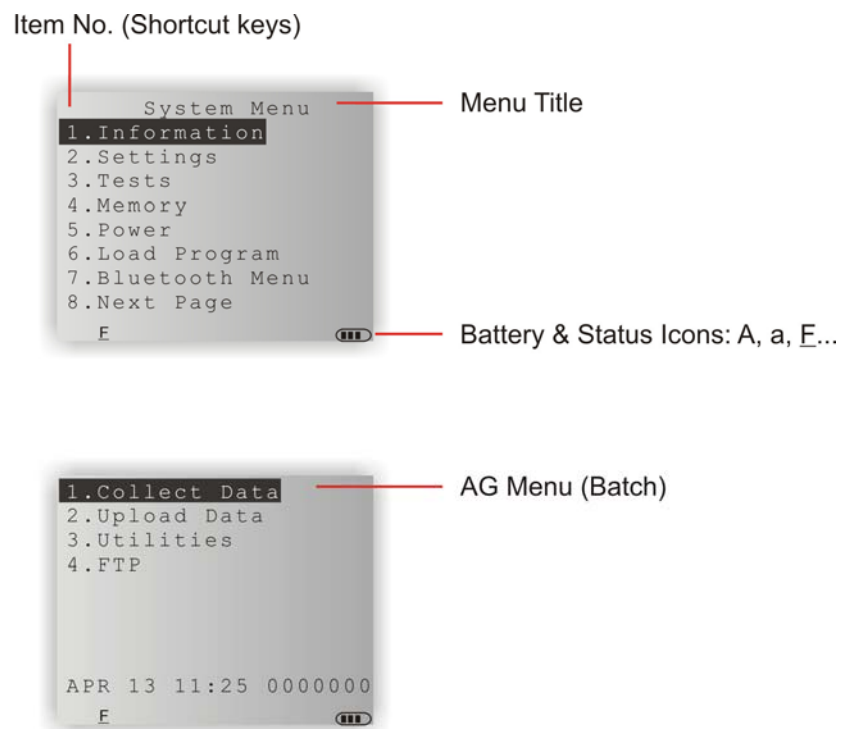 Item No. (Shortcut keys)
System Menu
Menu Title
1.Information
2.Settings
3.Tests
4.Memory
5.Power
6.Load Program
7.Bluetooth Menu
8.Next Page
F
Battery & Status Icons: A, a, F...
1.Collect Data
AG Menu (Batch)
2.Upload Data
3.Utilities
4.FTP
APR 13 11:25 0000000
F